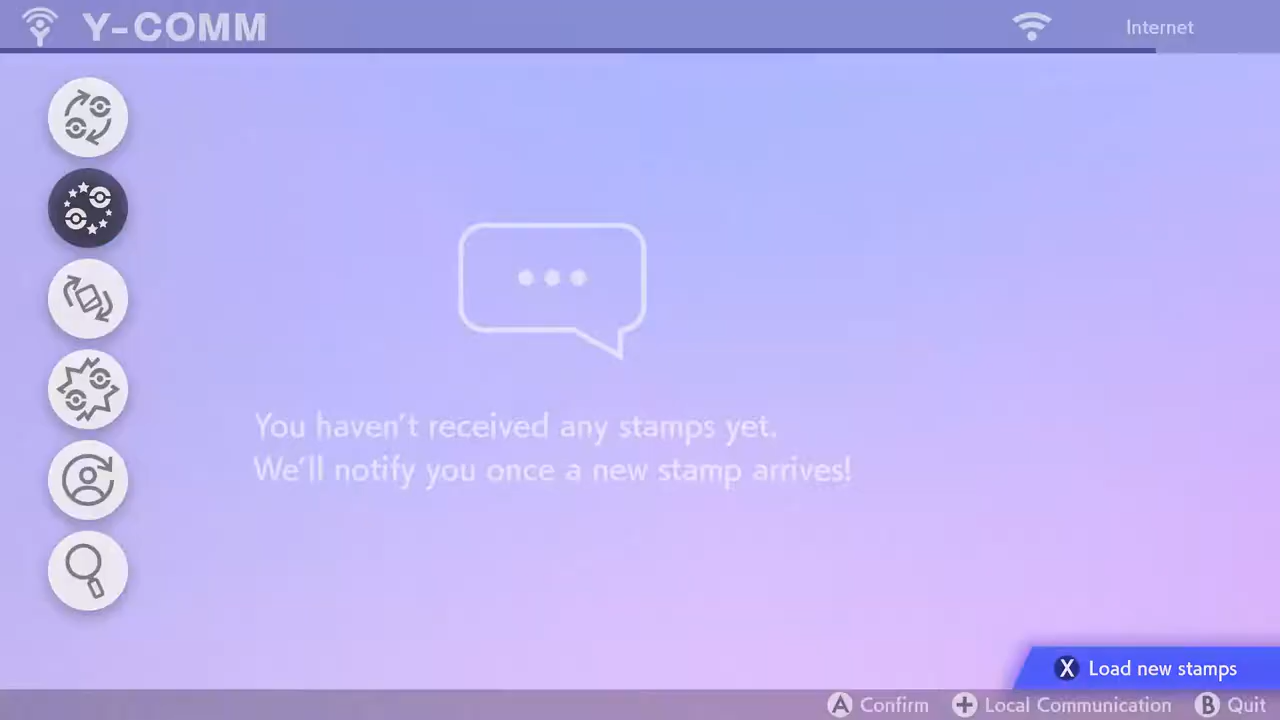 Y-COMM
Internet
You haven't received any stamps yet.
We'll notify you once a new stamp arrives!
X Load new stamps
A Confirm + Local Communication B Quit